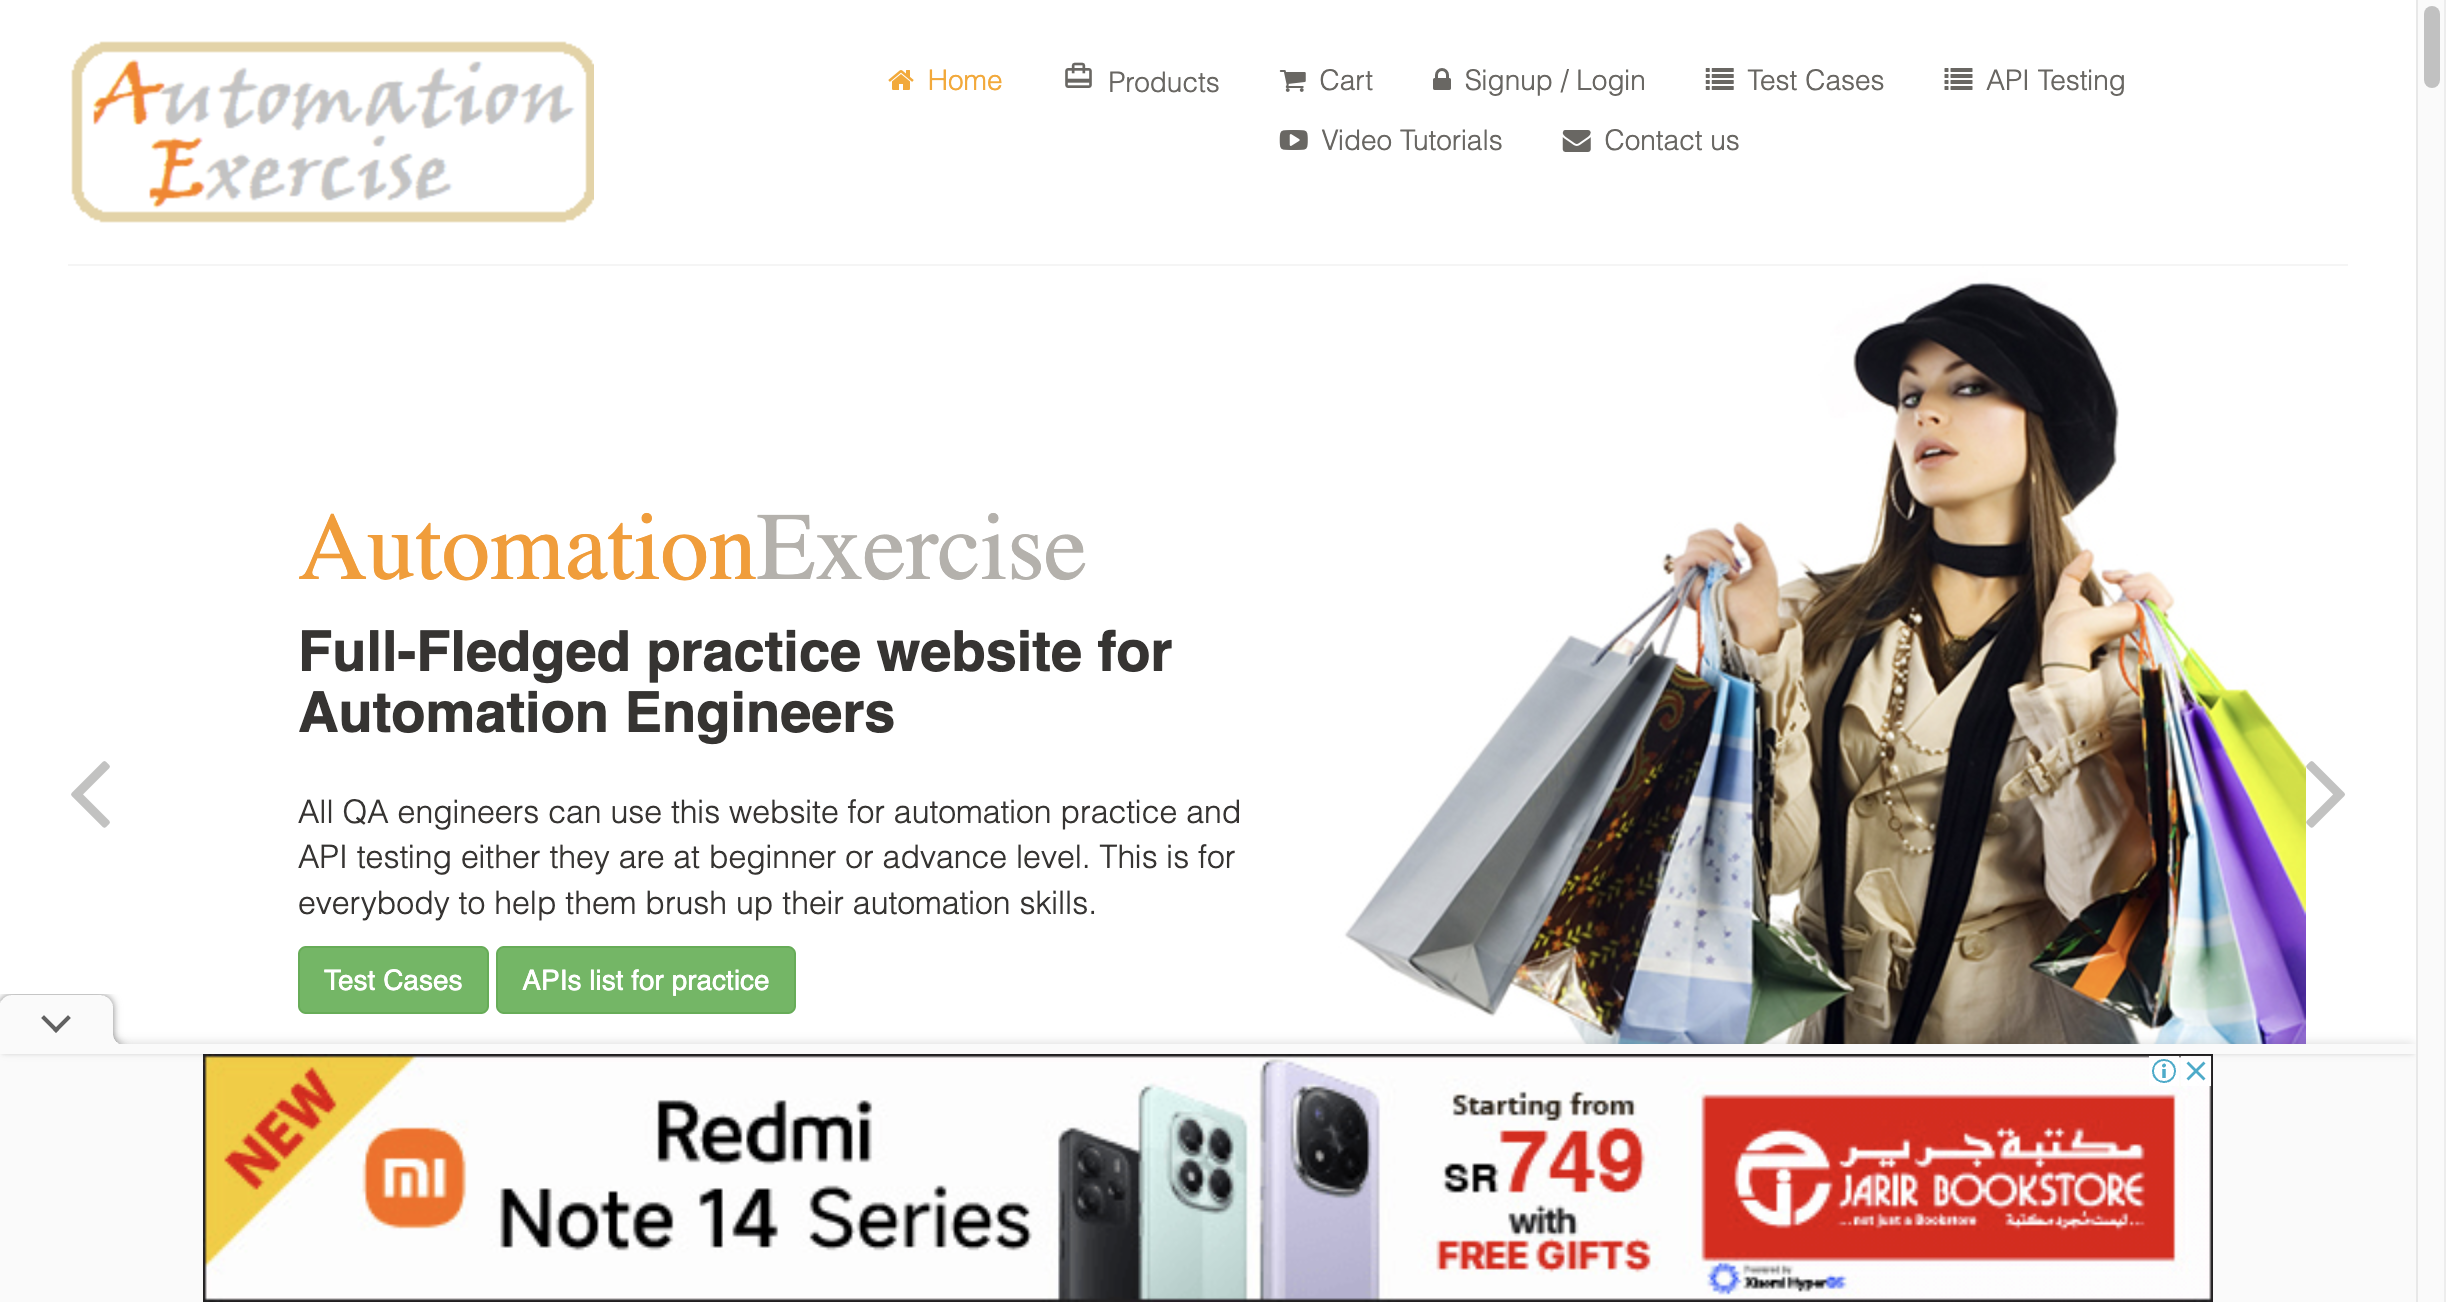 Automation
Exercise
Home
Products
Cart
Signup / Login
Test Cases
API Testing
Video Tutorials
Contact us
AutomationExercise
Full-Fledged practice website for
Automation Engineers
All QA engineers can use this website for automation practice and
API testing either they are at beginner or advance level. This is for
everybody to help them brush up their automation skills.
Test Cases
APIs list for practice
NEW
mi
Redmi
Note 14 Series
Starting from
SR 749
with
FREE GIFTS
مكتبة جرير
JARIR BOOKSTORE
...not just a Bookstore
ليست مجرد مكتبة...
Powered by
Xiaomi HyperOS